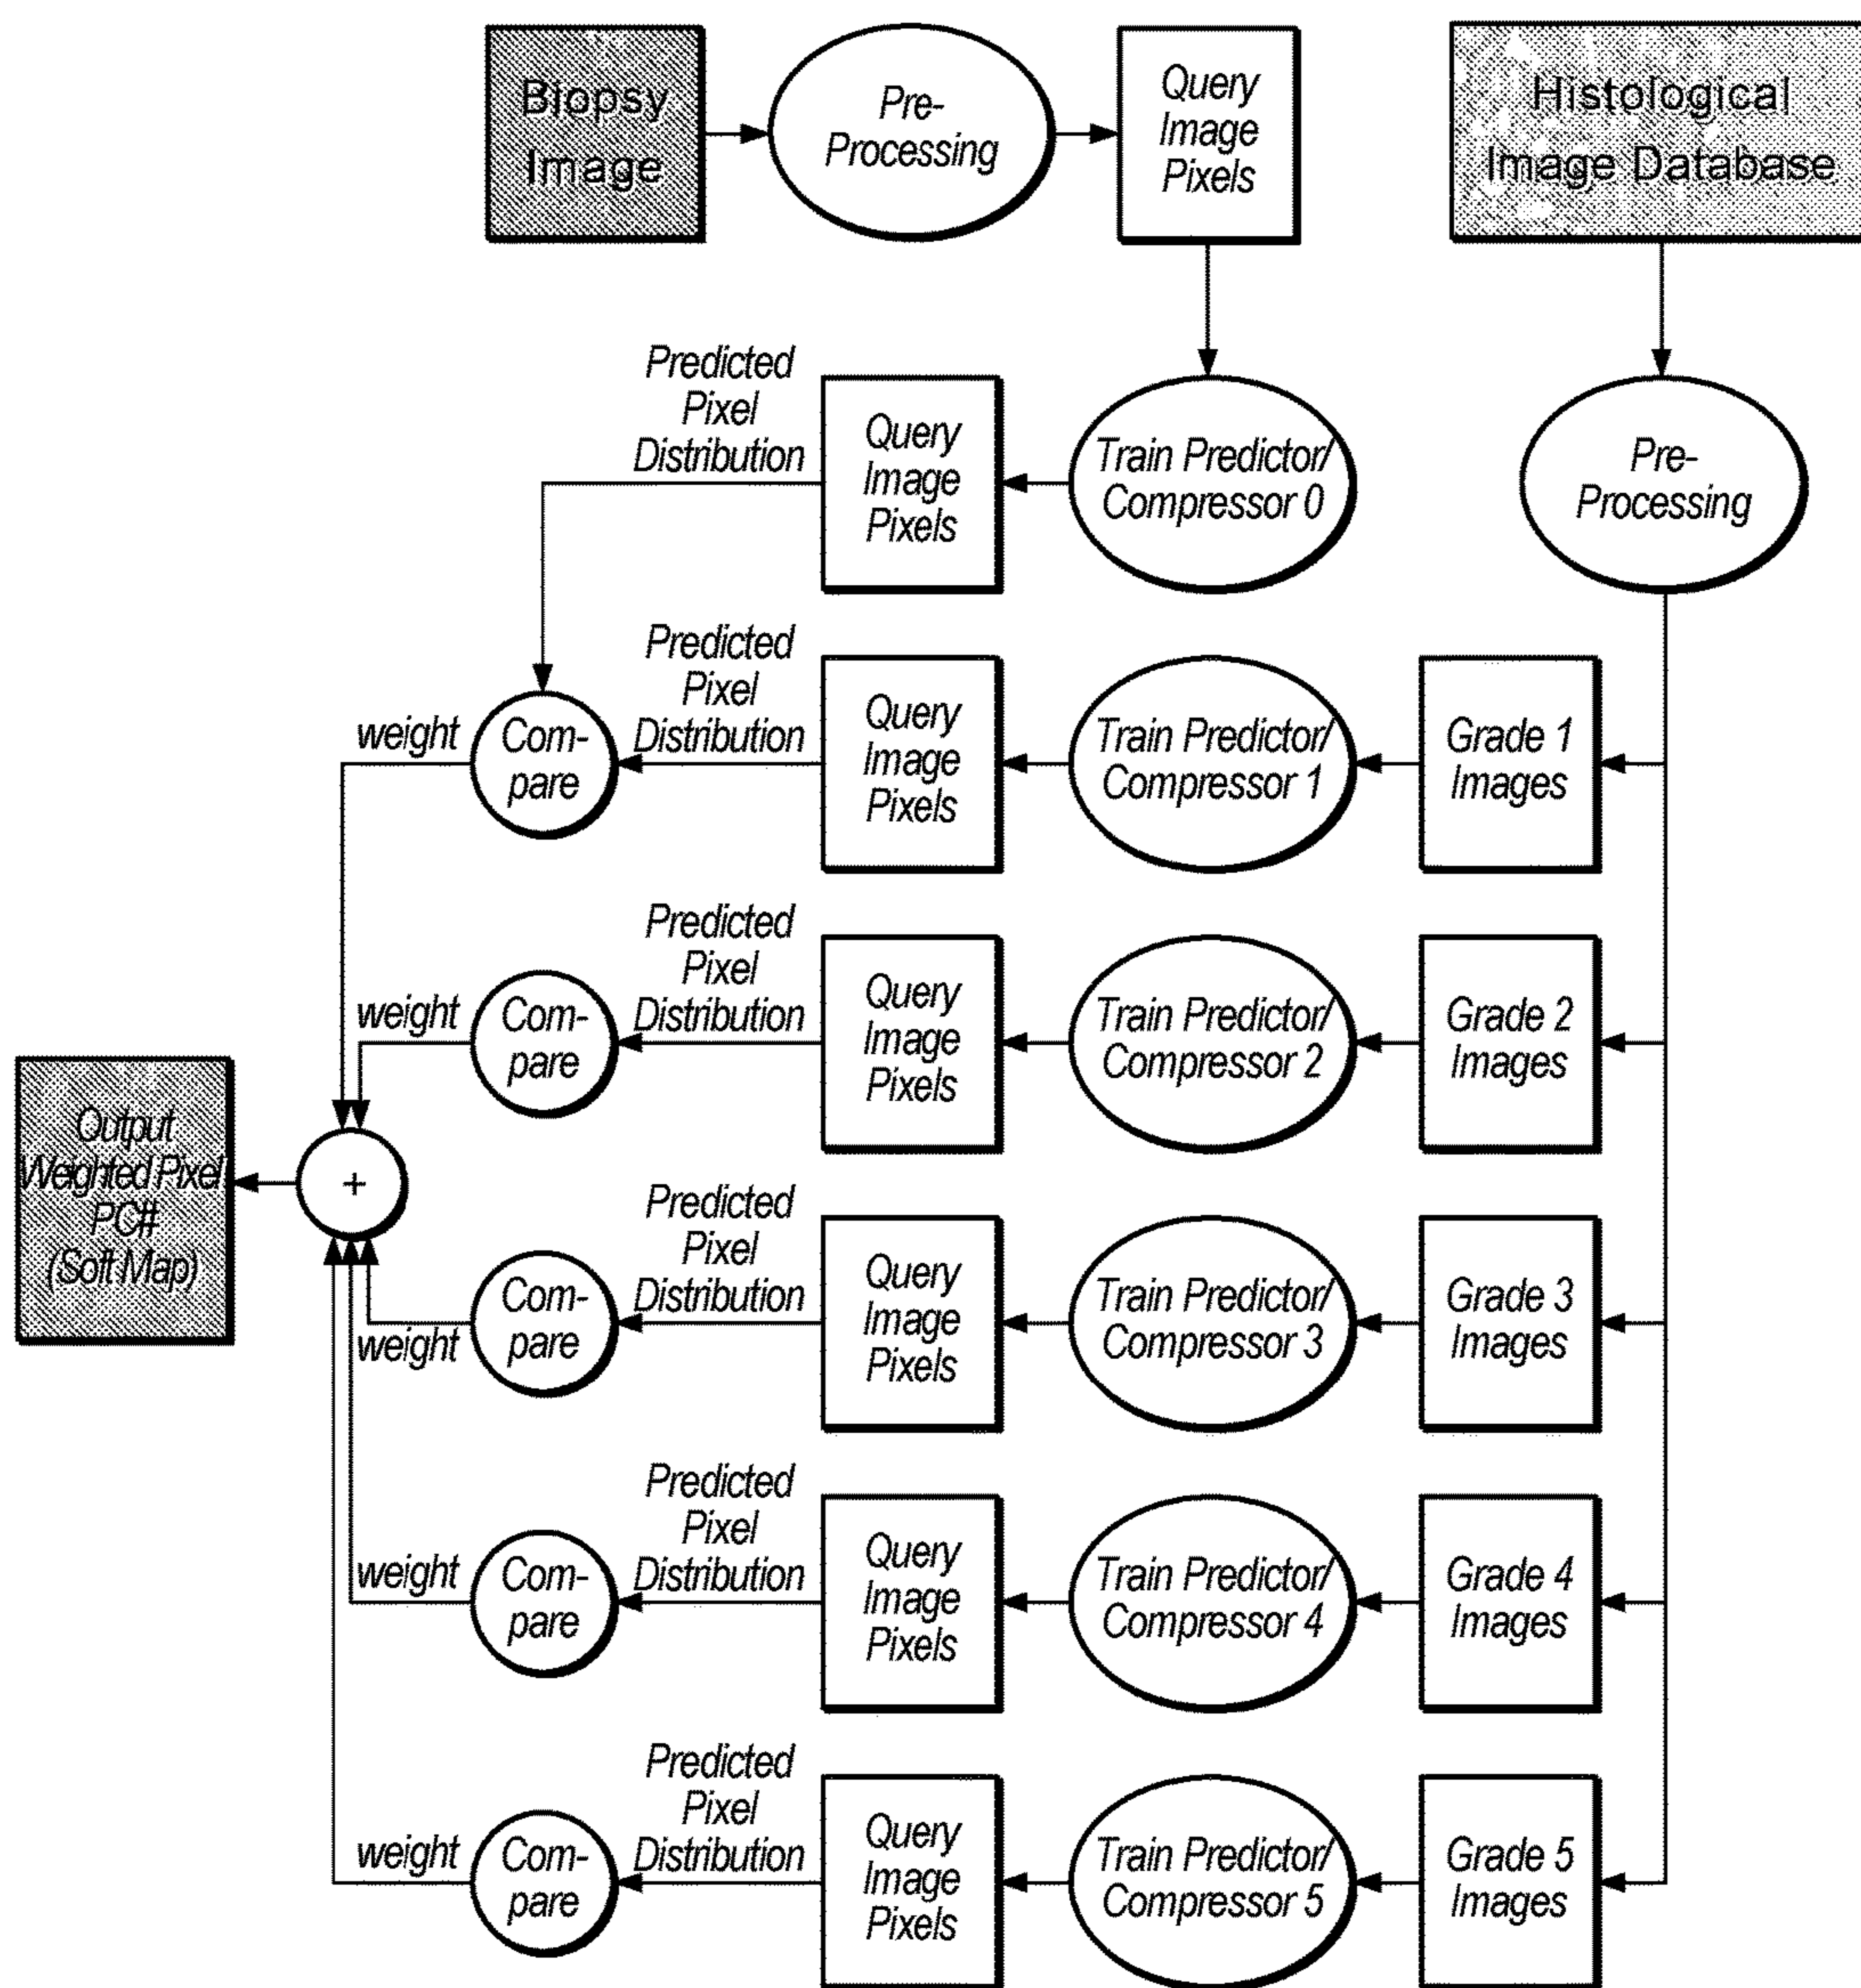 Biopsy
Image
Pre-
Processing
Query
Image
Pixels
Histological
Image Database
Predicted
Pixel
Distribution
Query
Image
Pixels
Train Predictor/
Compressor 0
Pre-
Processing
weight
Com-
pare
Predicted
Pixel
Distribution
Query
Image
Pixels
Train Predictor/
Compressor 1
Grade 1
Images
weight
Com-
pare
Predicted
Pixel
Distribution
Query
Image
Pixels
Train Predictor/
Compressor 2
Grade 2
Images
Output
Weighted Pixel
PC#
(Soft Map)
+
weight
Com-
pare
Predicted
Pixel
Distribution
Query
Image
Pixels
Train Predictor/
Compressor 3
Grade 3
Images
weight
Com-
pare
Predicted
Pixel
Distribution
Query
Image
Pixels
Train Predictor/
Compressor 4
Grade 4
Images
weight
Com-
pare
Predicted
Pixel
Distribution
Query
Image
Pixels
Train Predictor/
Compressor 5
Grade 5
Images